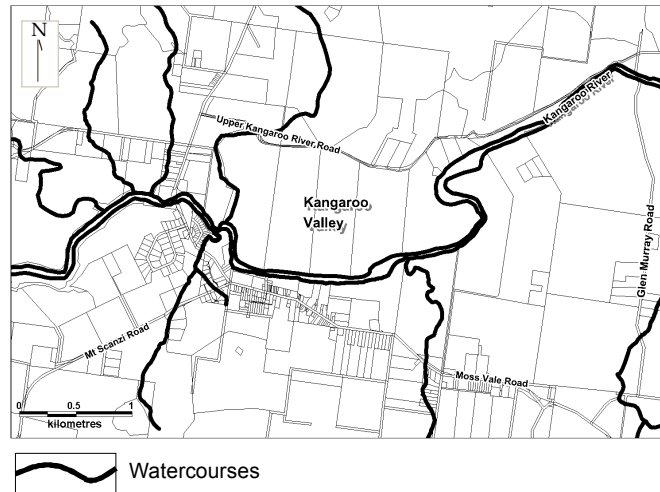 N
Kangaroo River
Upper Kangaroo River Road
Kangaroo
Valley
Glen Murray Road
Mt Scanzi Road
Moss Vale Road
0 0.5 1
kilometres
Watercourses